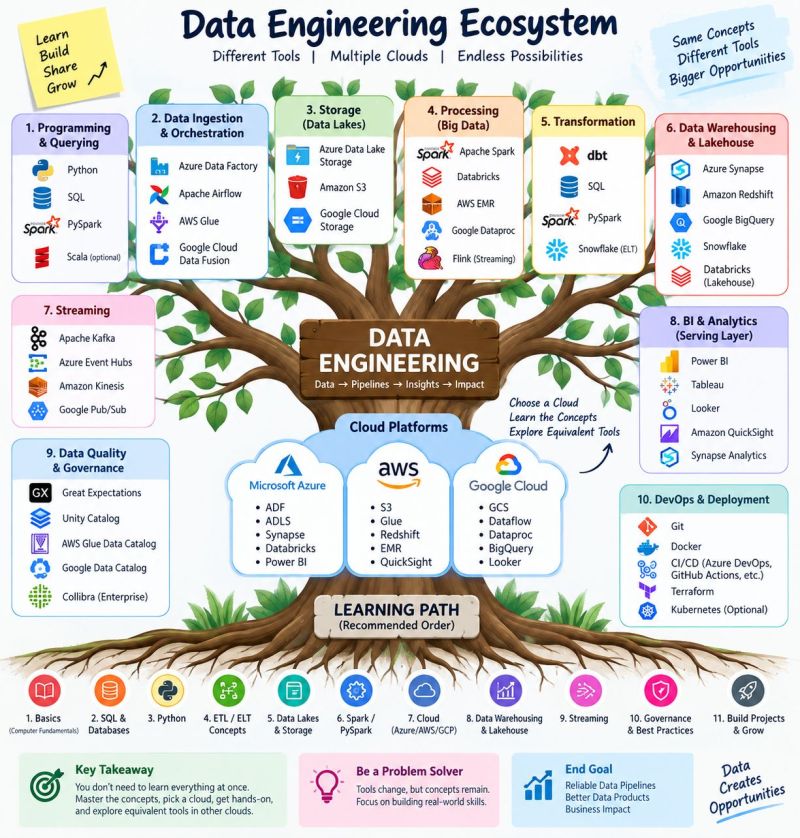 Learn
Build
Share
Grow
Data Engineering Ecosystem
Different Tools | Multiple Clouds | Endless Possibilities
Same Concepts
Different Tools
Bigger Opportuniities
1. Programming
& Querying
Python
SQL
Spark PySpark
Scala (optional)
2. Data Ingestion
& Orchestration
Azure Data Factory
Apache Airflow
AWS Glue
Google Cloud
Data Fusion
3. Storage
(Data Lakes)
Azure Data Lake
Storage
Amazon S3
Google Cloud
Storage
4. Processing
(Big Data)
Spark Apache Spark
Databricks
AWS EMR
Google Dataproc
Flink (Streaming)
5. Transformation
dbt
SQL
Spark PySpark
Snowflake (ELT)
6. Data Warehousing
& Lakehouse
Azure Synapse
Amazon Redshift
Google BigQuery
Snowflake
Databricks
(Lakehouse)
7. Streaming
Apache Kafka
Azure Event Hubs
Amazon Kinesis
Google Pub/Sub
DATA
ENGINEERING
Data → Pipelines → Insights → Impact
8. BI & Analytics
(Serving Layer)
Power BI
Tableau
Looker
Amazon QuickSight
Synapse Analytics
Choose a Cloud
Learn the Concepts
Explore Equivalent Tools
9. Data Quality
& Governance
GX Great Expectations
Unity Catalog
AWS Glue Data Catalog
Google Data Catalog
Collibra (Enterprise)
Cloud Platforms
Microsoft Azure
• ADF
• ADLS
• Synapse
• Databricks
• Power BI
aws
• S3
• Glue
• Redshift
• EMR
• QuickSight
Google Cloud
• GCS
• Dataflow
• Dataproc
• BigQuery
• Looker
10. DevOps & Deployment
Git
Docker
CI/CD (Azure DevOps,
GitHub Actions, etc.)
Terraform
Kubernetes (Optional)
LEARNING PATH
(Recommended Order)
1. Basics
(Computer Fundamentals)
2. SQL &
Databases
3. Python
4. ETL / ELT
Concepts
5. Data Lakes
& Storage
6. Spark /
PySpark
7. Cloud
(Azure/AWS/GCP)
8. Data Warehousing
& Lakehouse
9. Streaming
10. Governance
& Best Practices
11. Build Projects
& Grow
Key Takeaway
You don't need to learn everything at once.
Master the concepts, pick a cloud, get hands-on,
and explore equivalent tools in other clouds.
Be a Problem Solver
Tools change, but concepts remain.
Focus on building real-world skills.
End Goal
Reliable Data Pipelines
Better Data Products
Business Impact
Data
Creates
Opportunities